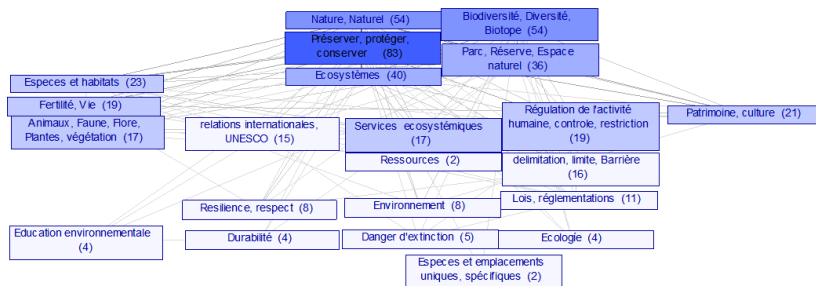 Nature, Naturel (54)
Biodiversité, Diversité,
Biotope (54)
Préserver, protéger,
conserver (83)
Parc, Réserve, Espace
naturel (36)
Ecosystèmes (40)
Especes et habitats (23)
Fertilité, Vie (19)
Animaux, Faune, Flore,
Plantes, végétation (17)
relations internationales,
UNESCO (15)
Services ecosystémiques
(17)
Régulation de l'activité
humaine, controle, restriction
(19)
Patrimoine, culture (21)
Ressources (2)
delimitation, limite, Barrière
(16)
Lois, réglementations (11)
Resilience, respect (8)
Environnement (8)
Education environnementale
(4)
Durabilité (4)
Danger d'extinction (5)
Ecologie (4)
Especes et emplacements
uniques, spécifiques (2)